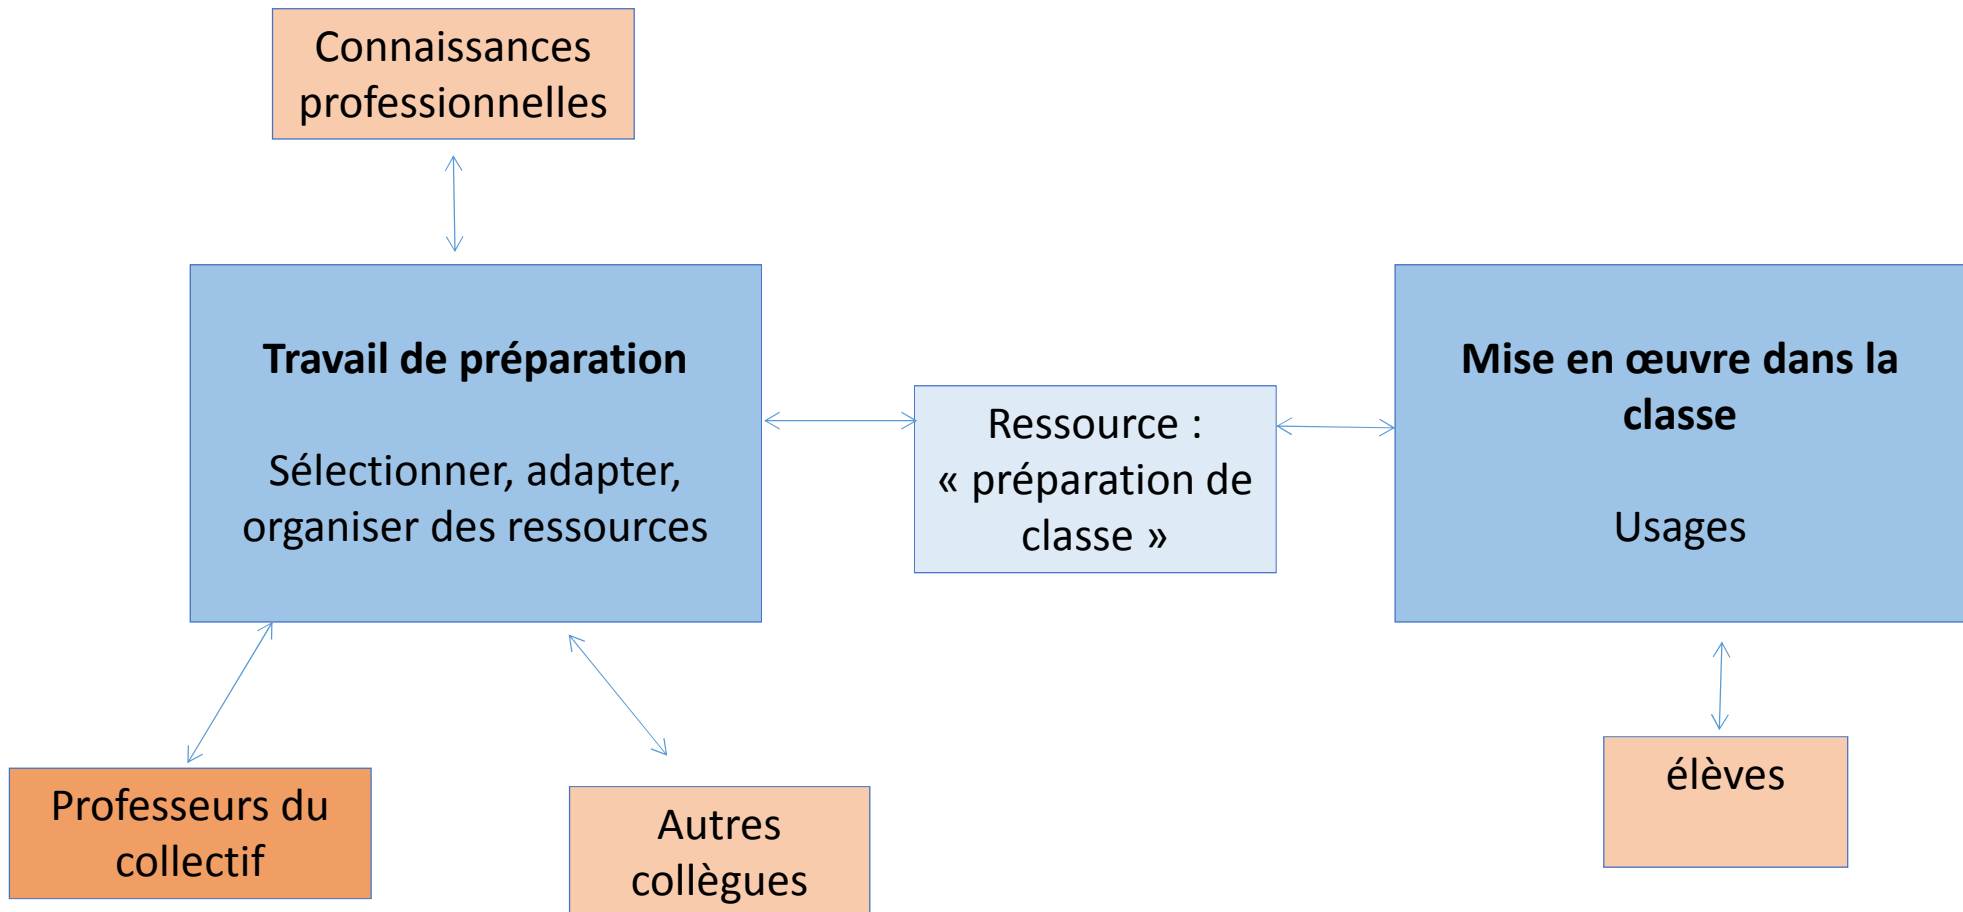 Connaissances
professionnelles
Travail de préparation
Sélectionner, adapter,
organiser des ressources
Ressource :
« préparation de
classe »
Mise en œuvre dans la
classe
Usages
Professeurs du
collectif
Autres
collègues
élèves